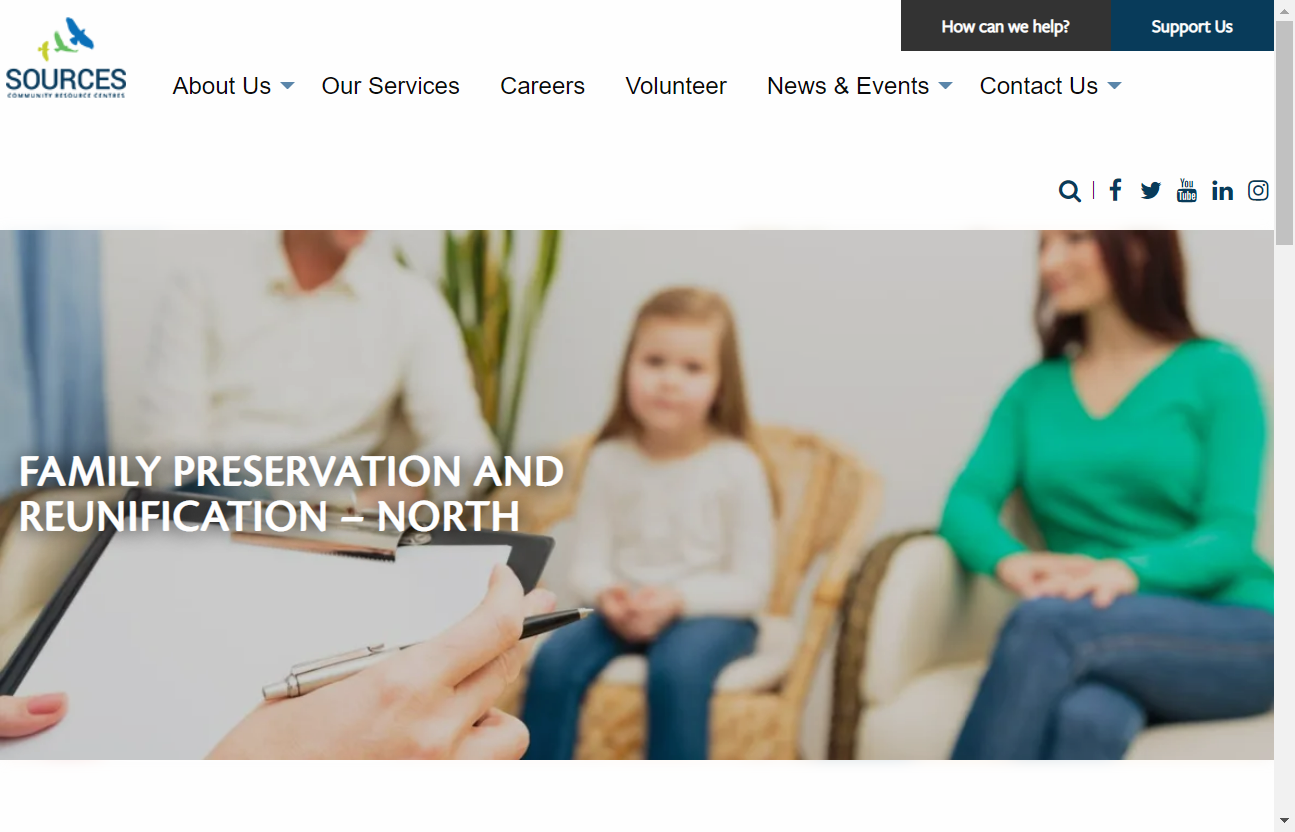 How can we help?
Support Us
SOURCES
COMMUNITY RESOURCE CENTRES
About Us
Our Services
Careers
Volunteer
News & Events
Contact Us
You
Tube
FAMILY PRESERVATION AND
REUNIFICATION – NORTH